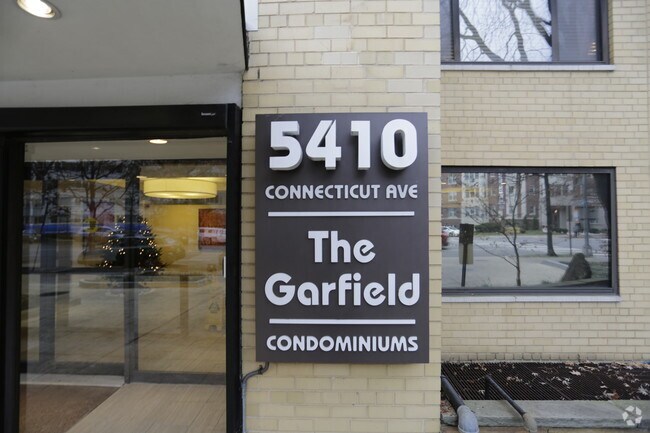 5410
CONNECTICUT AVE
The
Garfield
CONDOMINIUMS